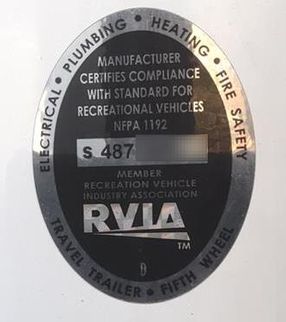 ELECTRICAL • PLUMBING • HEATING • FIRE SAFETY
MANUFACTURER
CERTIFIES COMPLIANCE
WITH STANDARD FOR
RECREATIONAL VEHICLES
NFPA 1192
S 487
MEMBER
RECREATION VEHICLE
INDUSTRY ASSOCIATION
RVIA
TM
TRAVEL TRAILER • FIFTH WHEEL